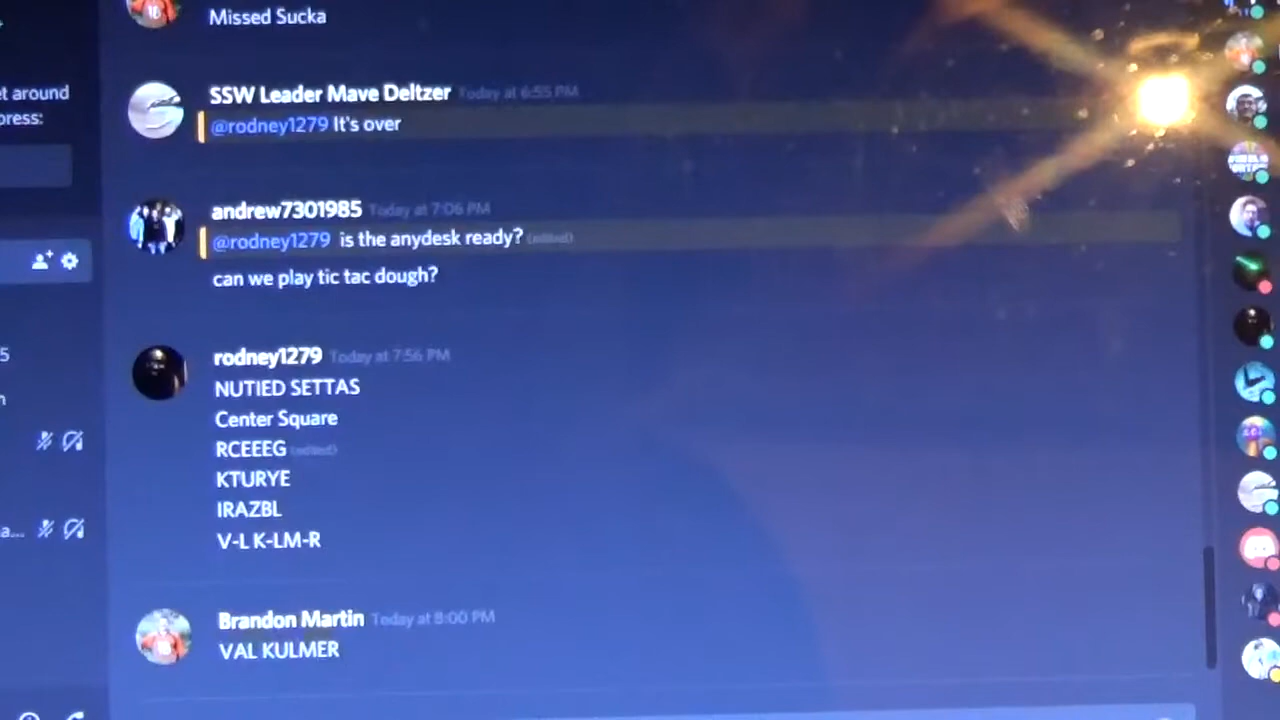 Missed Sucka
et around
press:
SSW Leader Mave Deltzer Today at 6:55 PM
@rodney1279 It's over
andrew7301985 Today at 7:06 PM
@rodney1279 is the anydesk ready? (edited)
can we play tic tac dough?
rodney1279 Today at 7:56 PM
NUTIED SETTAS
Center Square
RCEEEG (edited)
KTURYE
IRAZBL
V-L K-LM-R
5
a...
Brandon Martin Today at 8:00 PM
VAL KULMER